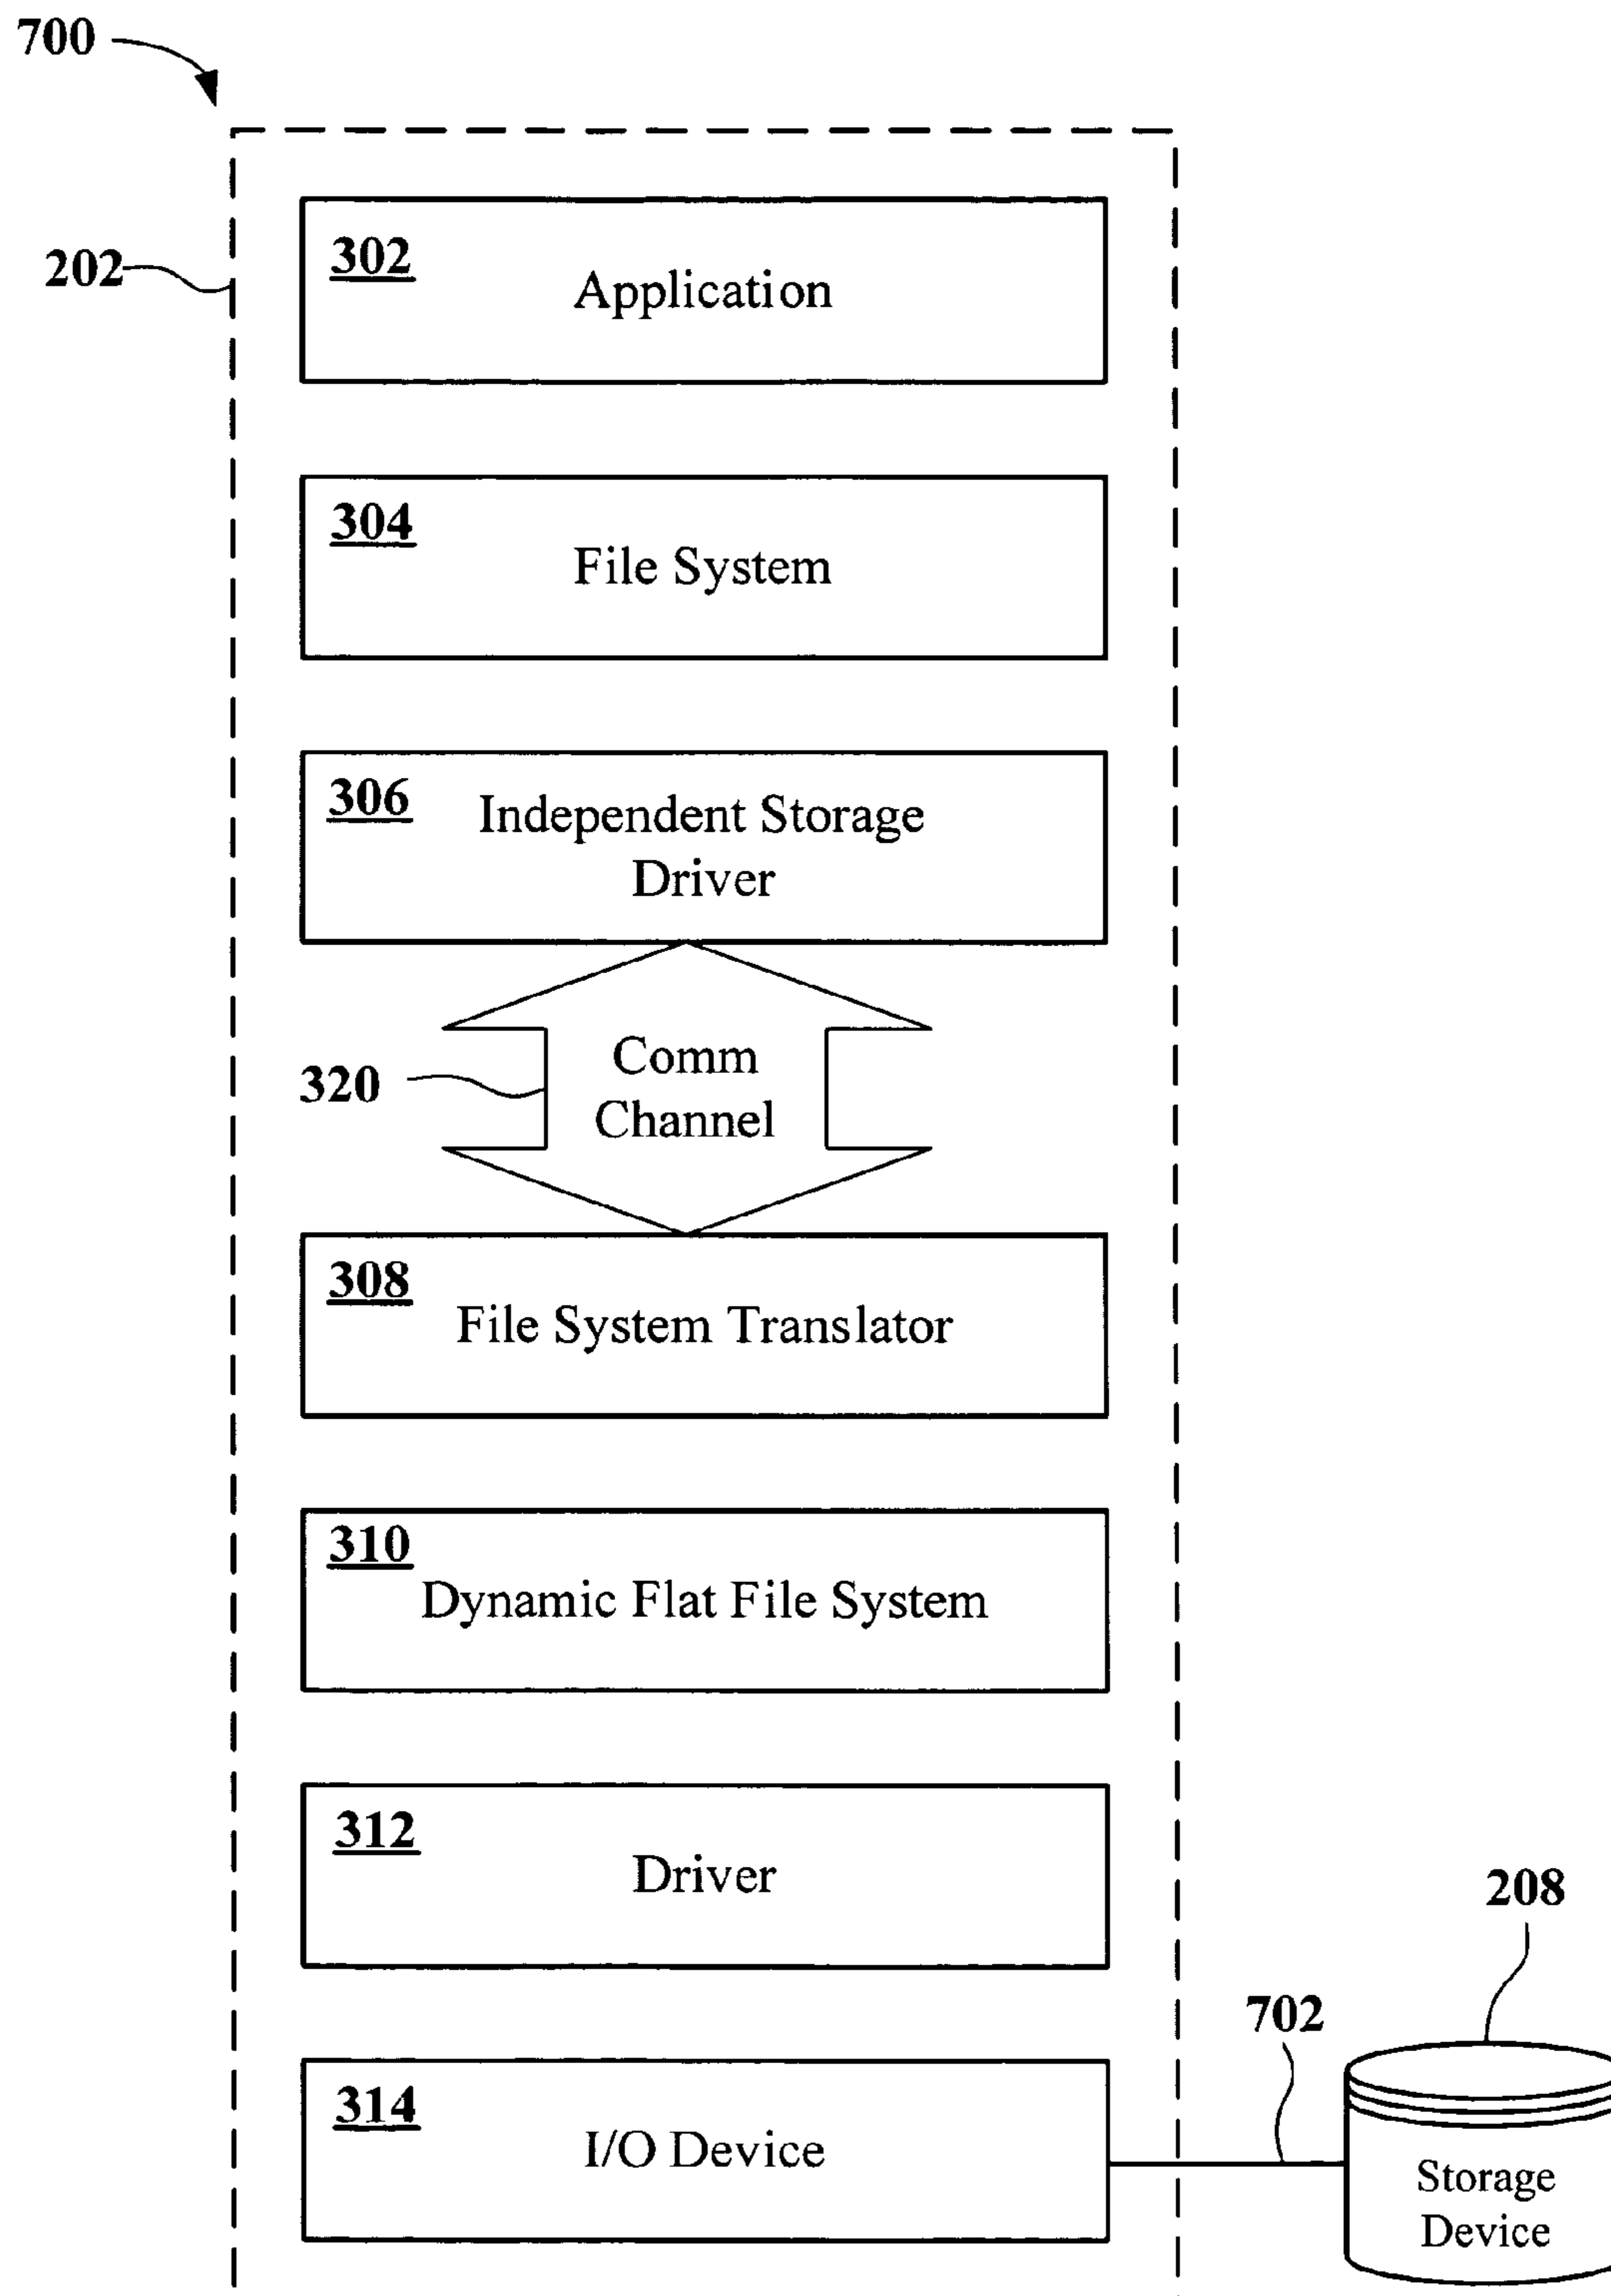 700
202
302
Application
304
File System
306
Independent Storage
Driver
320
Comm
Channel
308
File System Translator
310
Dynamic Flat File System
312
Driver
208
702
314
I/O Device
Storage
Device